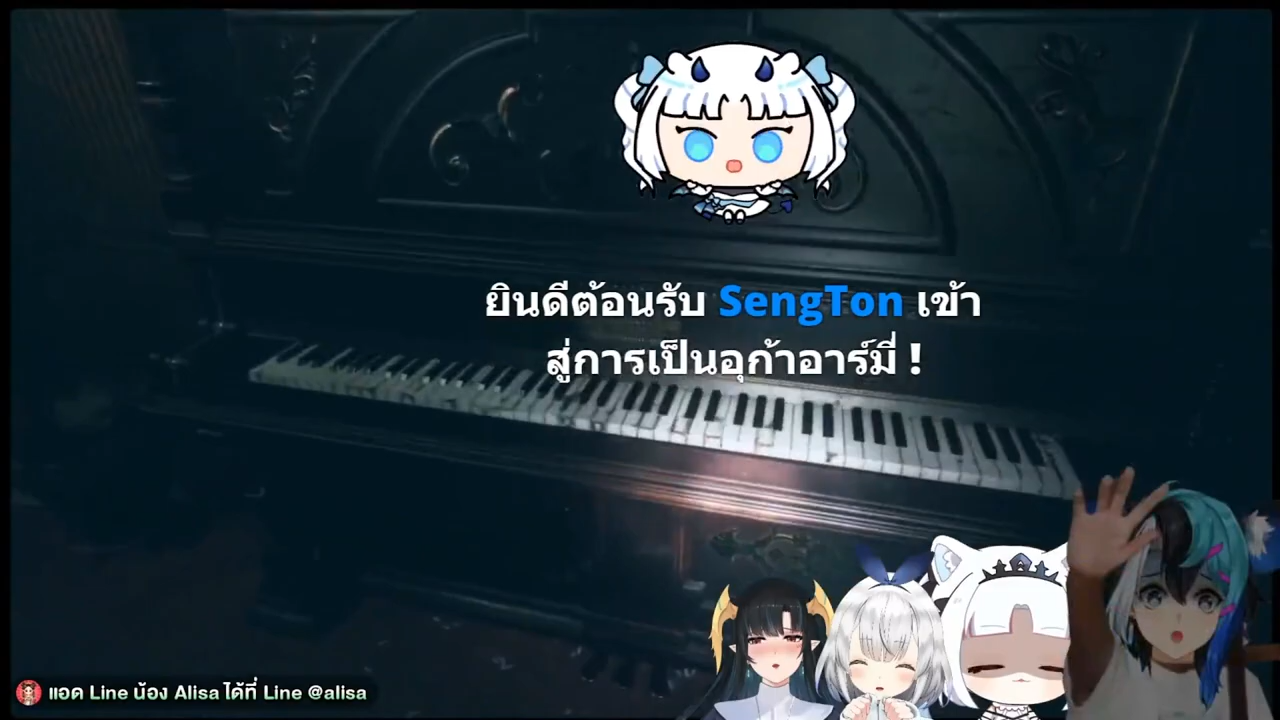 ยินดีต้อนรับ SengTon เข้า
สู่การเป็นอุก้าอาร์มี่ !
แอด Line น้อง Alisa ได้ที่ Line @alisa